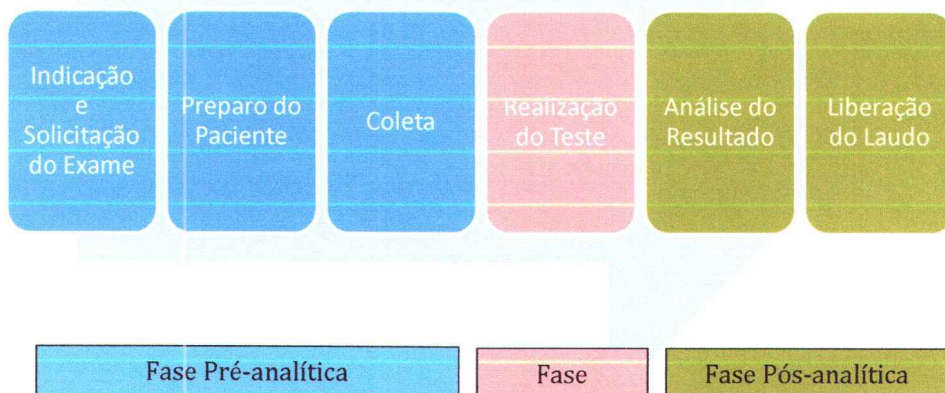 Indicação
e
Solicitação
do Exame
Preparo do
Paciente
Coleta
Realização
do Teste
Análise do
Resultado
Liberação
do Laudo
Fase Pré-analítica
Fase
Fase Pós-analítica